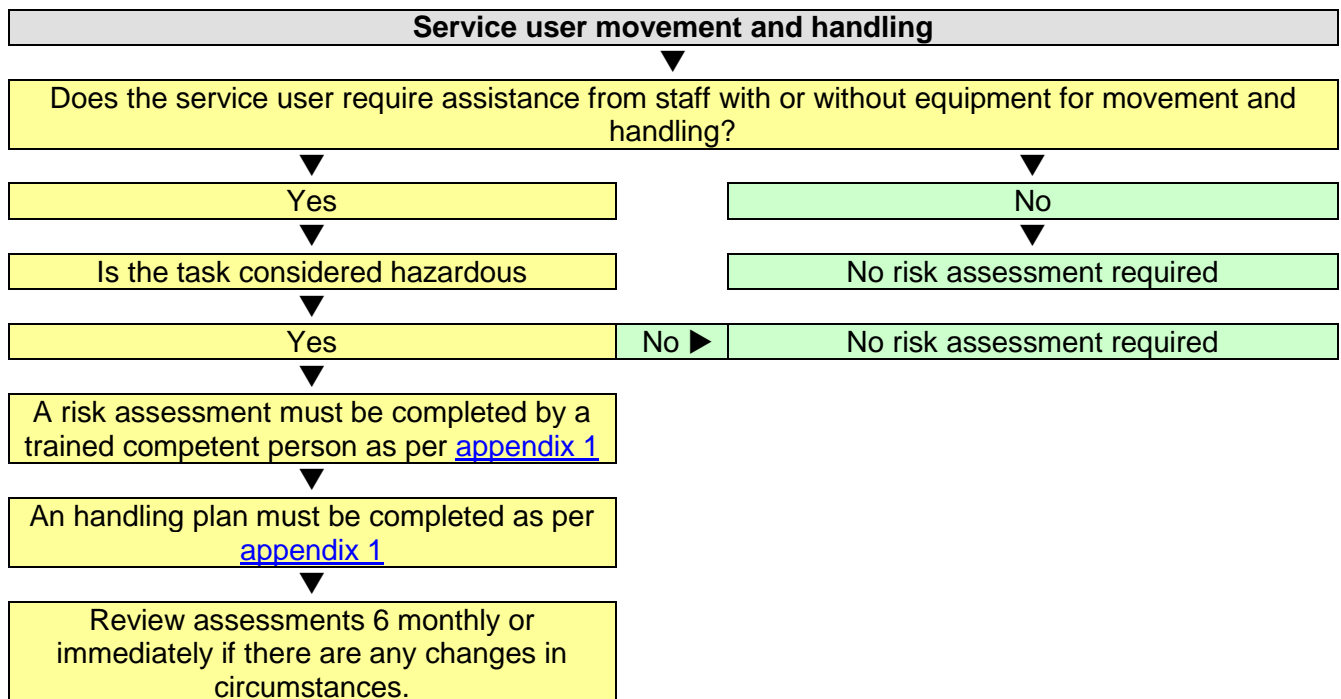 Service user movement and handling
▼
Does the service user require assistance from staff with or without equipment for movement and
handling?
▼ ▼
Yes No
▼ ▼
Is the task considered hazardous No risk assessment required
▼
Yes No ▶ No risk assessment required
▼
A risk assessment must be completed by a
trained competent person as per appendix 1
▼
An handling plan must be completed as per
appendix 1
▼
Review assessments 6 monthly or
immediately if there are any changes in
circumstances.